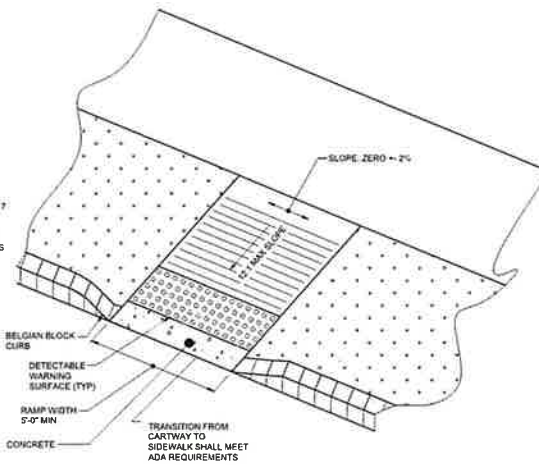 SLOPE: ZERO +- 2%
12:1 MAX SLOPE
BELGIAN BLOCK
CURB
DETECTABLE
WARNING
SURFACE (TYP)
RAMP WIDTH
5'-0" MIN
CONCRETE
TRANSITION FROM
CARTWAY TO
SIDEWALK SHALL MEET
ADA REQUIREMENTS